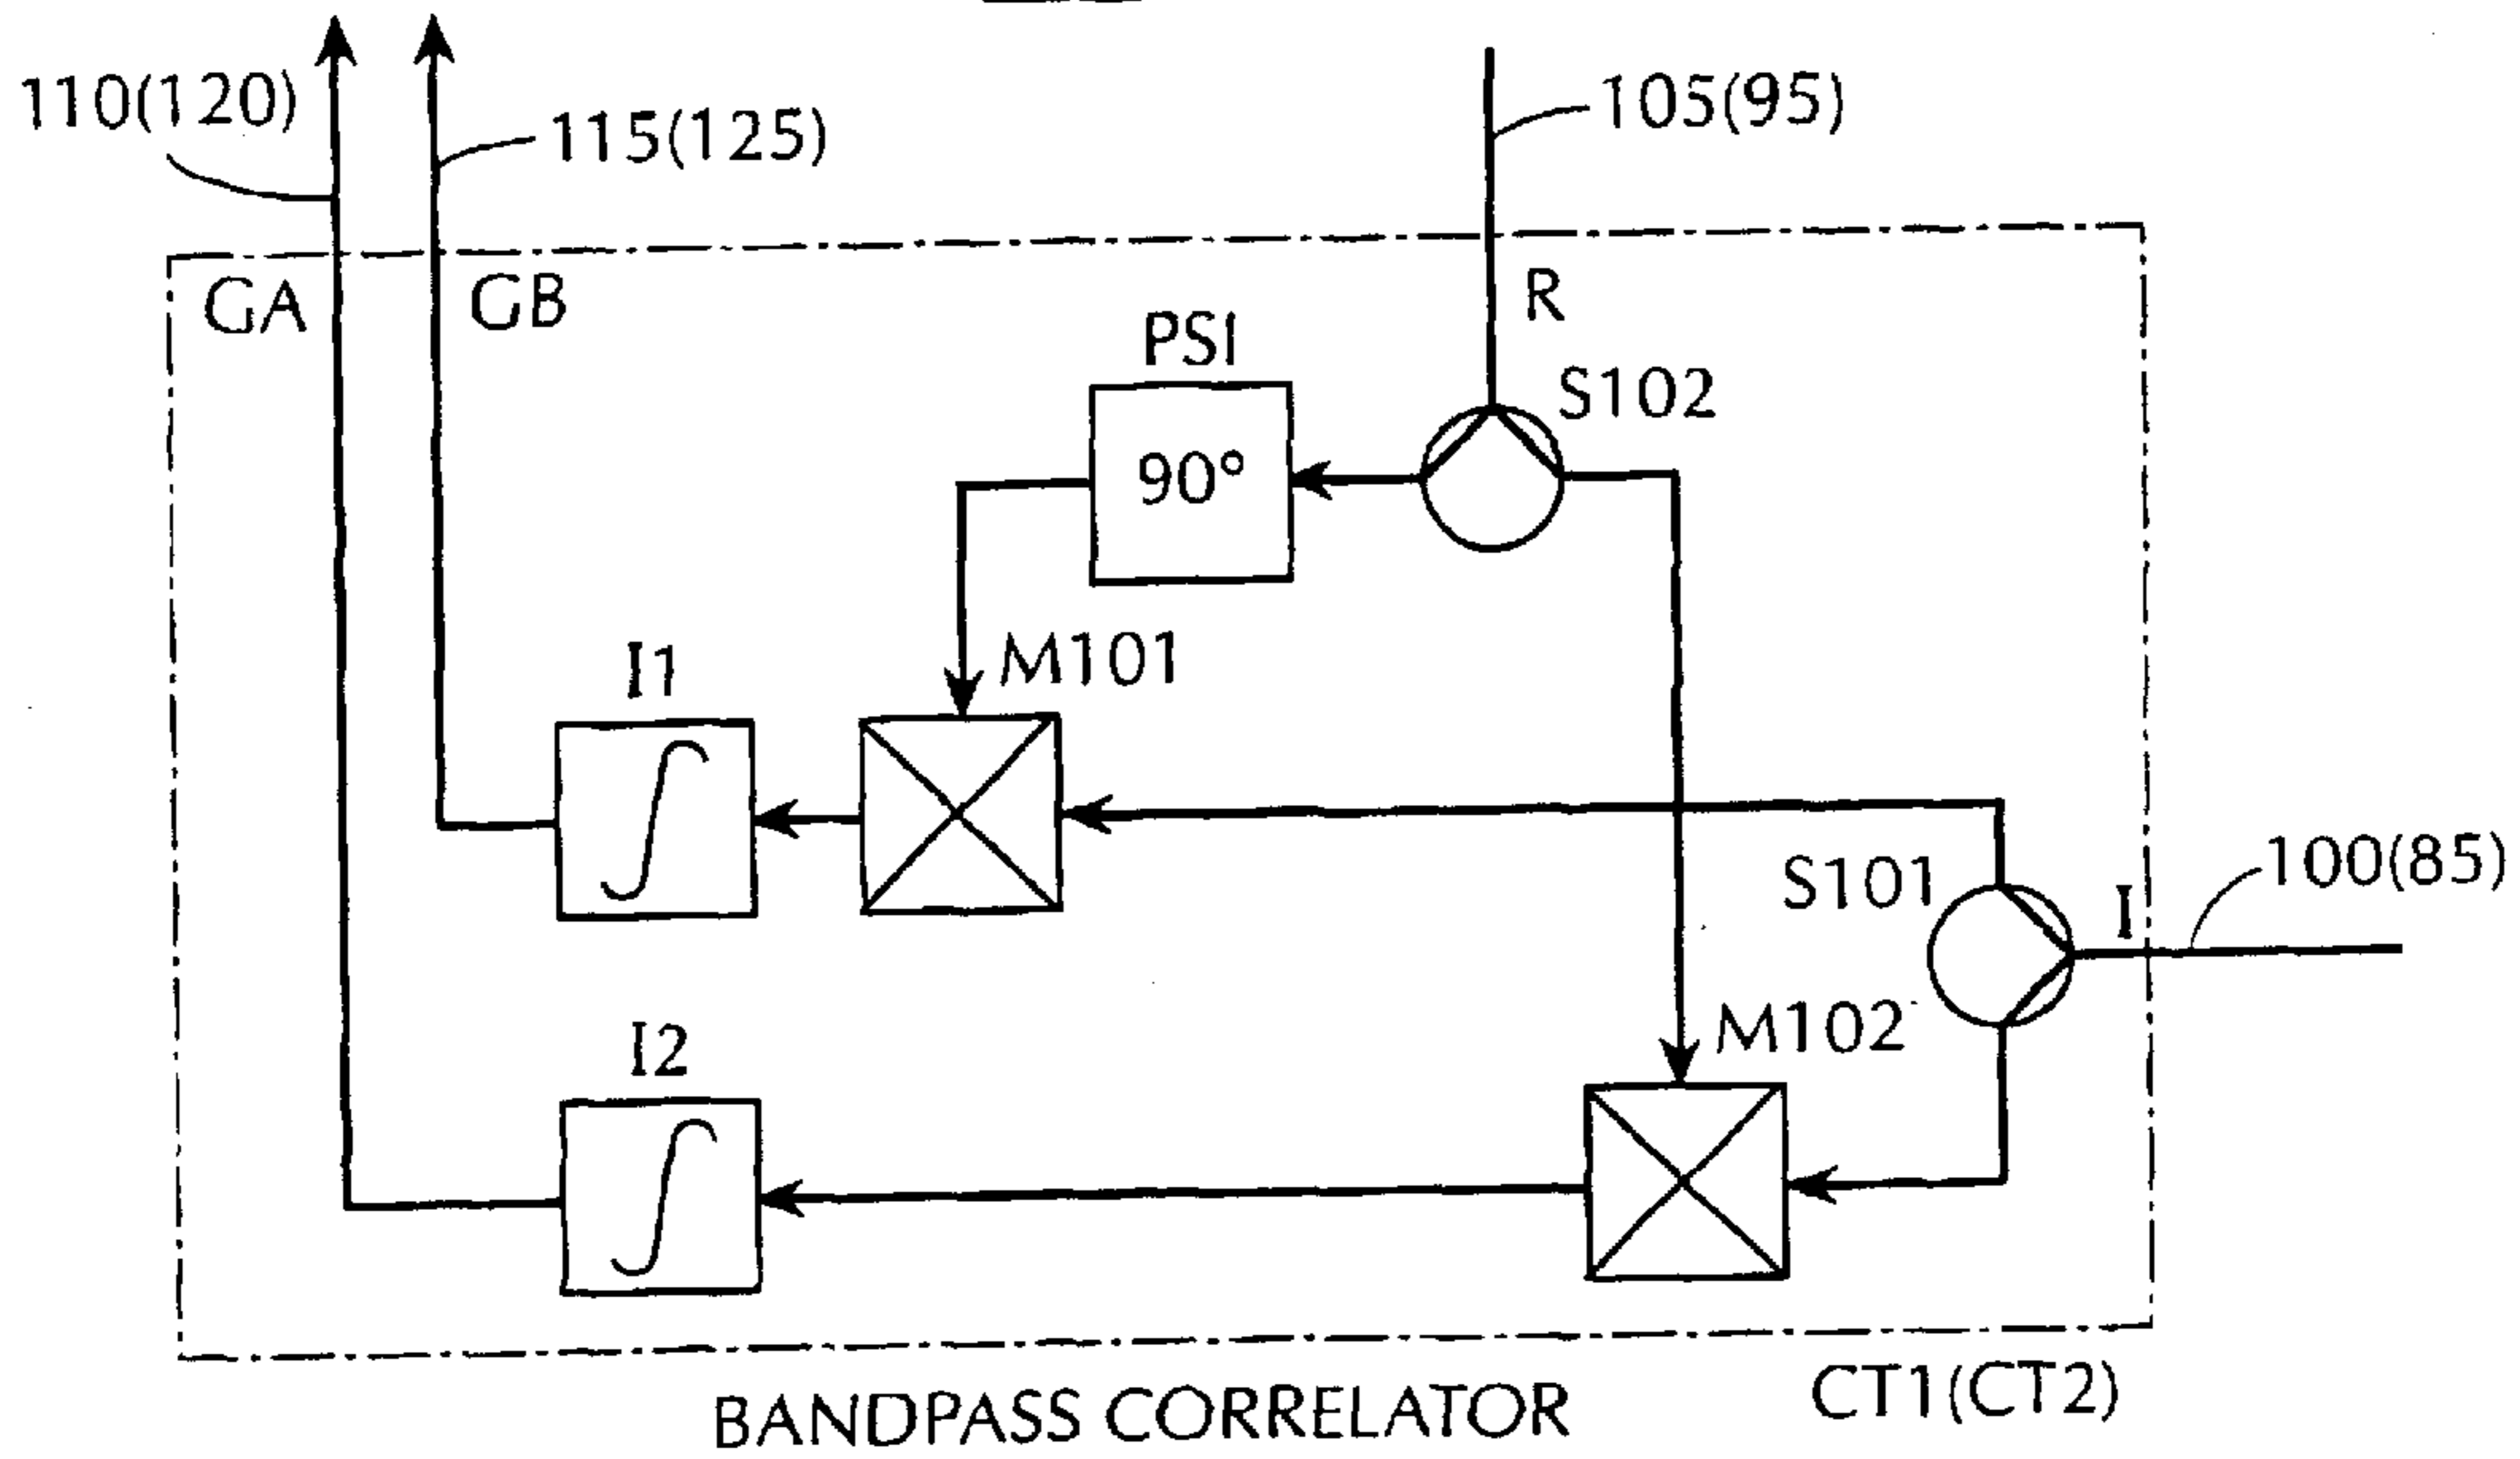 110(120)
115(125)
105(95)
GA
GB
R
PSI
S102
90°
M101
I1
S101
I
100(85)
M102
I2
CT1(CT2)
BANDPASS CORRELATOR